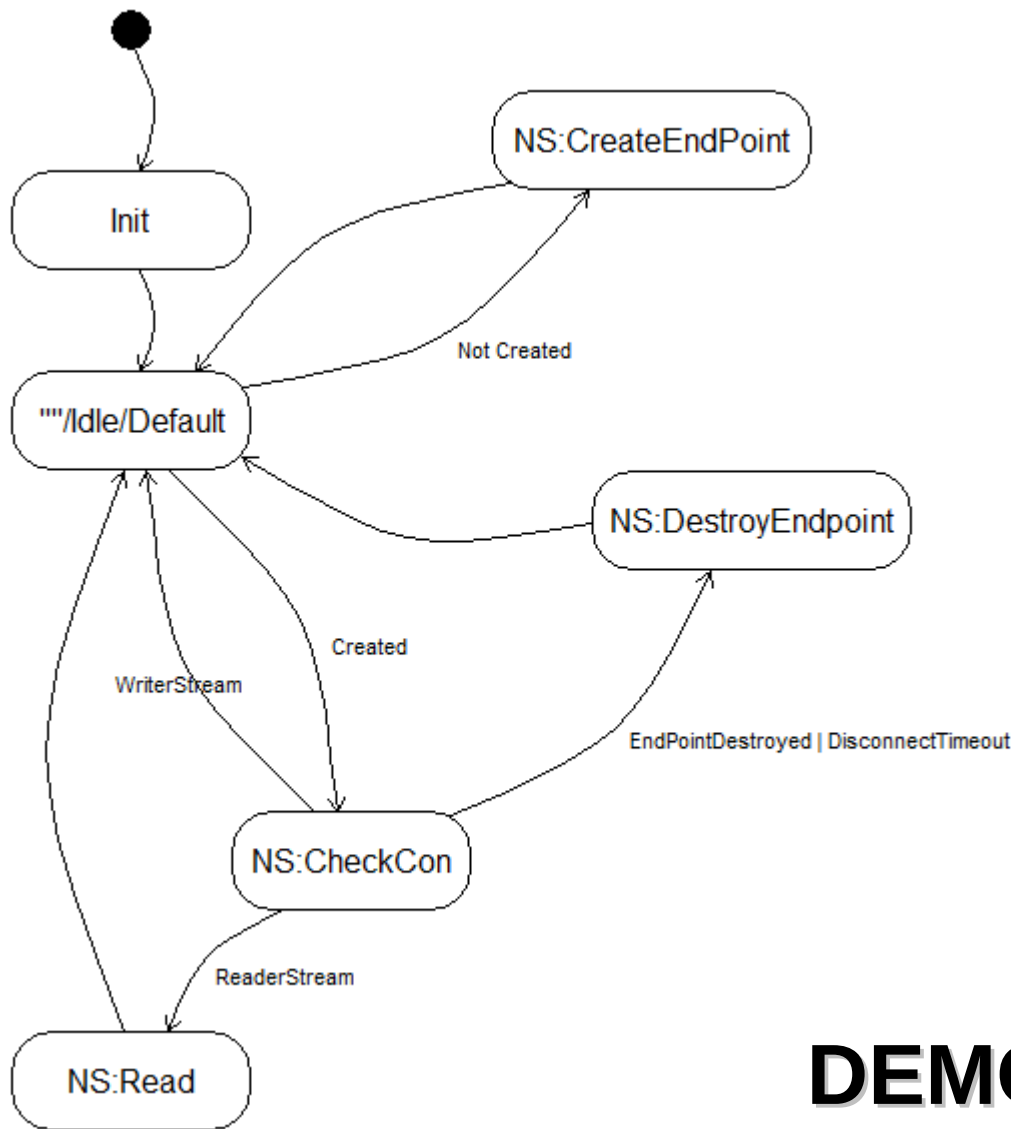 NS:CreateEndPoint
Init
Not Created
""/Idle/Default
NS:DestroyEndpoint
Created
WriterStream
EndPointDestroyed | DisconnectTimeout
NS:CheckCon
ReaderStream
NS:Read